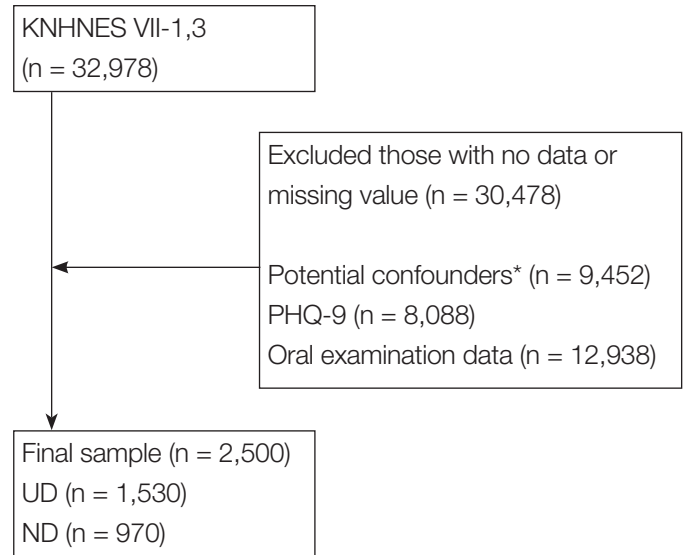 KNHNES VII-1,3
(n = 32,978)
Excluded those with no data or
missing value (n = 30,478)
Potential confounders* (n = 9,452)
PHQ-9 (n = 8,088)
Oral examination data (n = 12,938)
Final sample (n = 2,500)
UD (n = 1,530)
ND (n = 970)